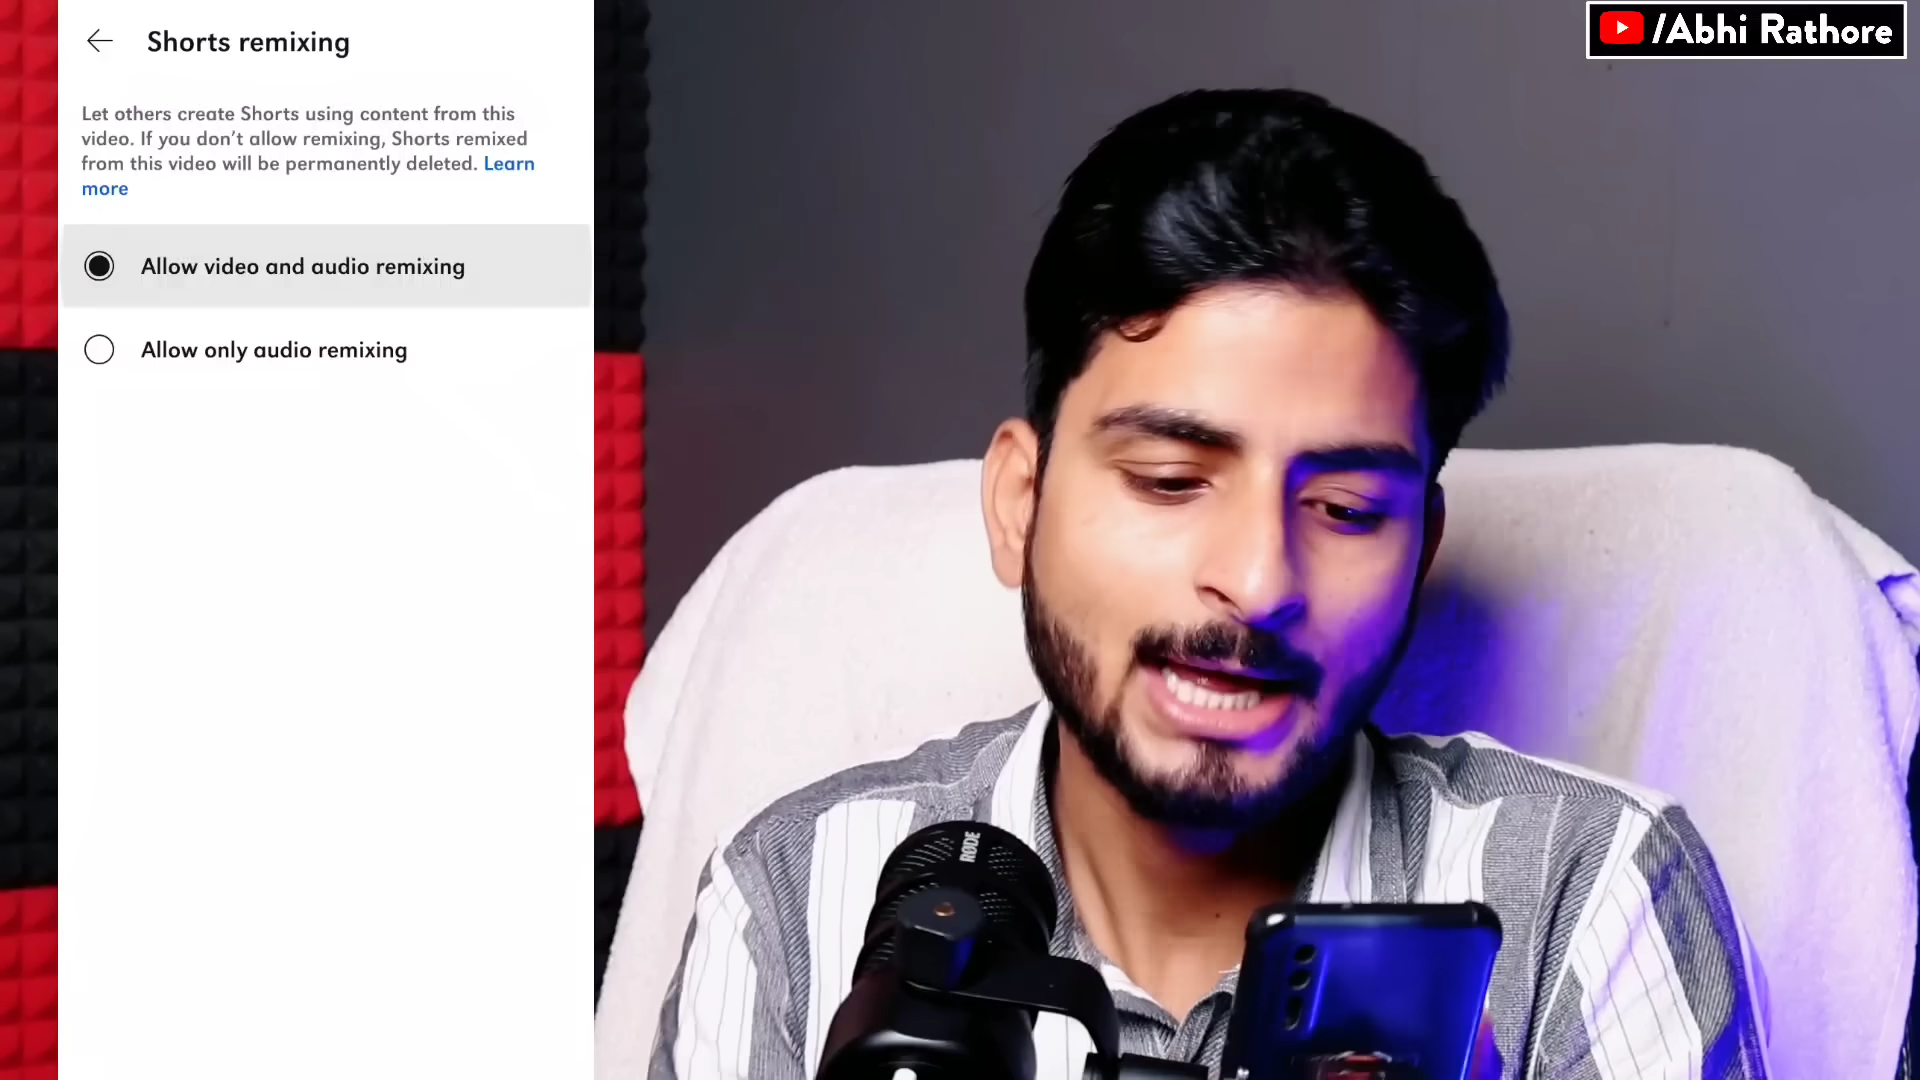 Shorts remixing
Let others create Shorts using content from this
video. If you don’t allow remixing, Shorts remixed
from this video will be permanently deleted. Learn
more
Allow video and audio remixing
Allow only audio remixing
/Abhi Rathore
RØDE